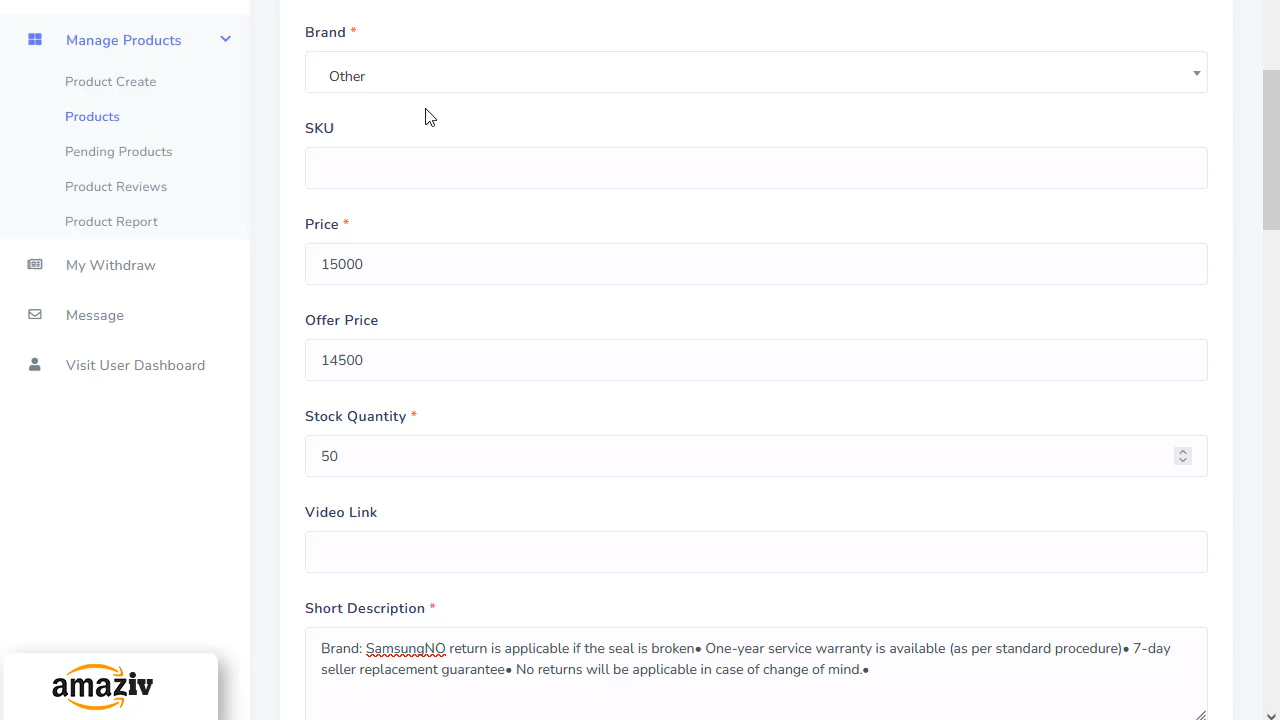 Manage Products
Product Create
Products
Pending Products
Product Reviews
Product Report
My Withdraw
Message
Visit User Dashboard
amaziv
Brand *
Other
SKU
Price *
15000
Offer Price
14500
Stock Quantity *
50
Video Link
Short Description *
Brand: SamsungNO return is applicable if the seal is broken• One-year service warranty is available (as per standard procedure)• 7-day
seller replacement guarantee• No returns will be applicable in case of change of mind.•